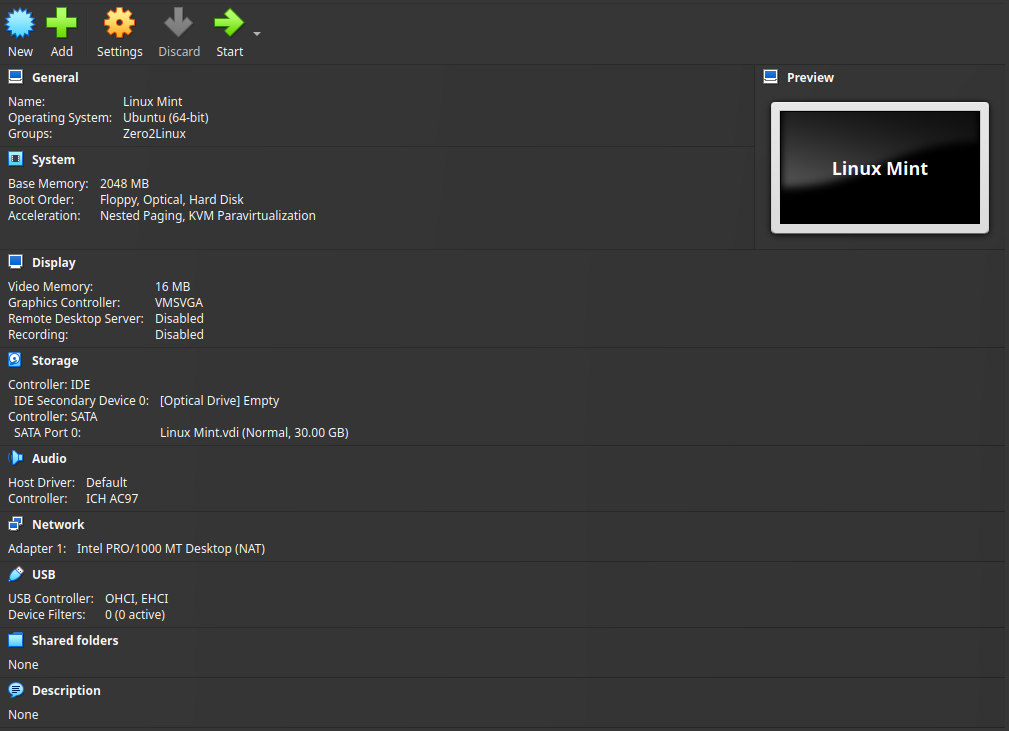 New Add Settings Discard Start
General
Name: Linux Mint
Operating System: Ubuntu (64-bit)
Groups: Zero2Linux
System
Base Memory: 2048 MB
Boot Order: Floppy, Optical, Hard Disk
Acceleration: Nested Paging, KVM Paravirtualization
Preview
Linux Mint
Display
Video Memory: 16 MB
Graphics Controller: VMSVGA
Remote Desktop Server: Disabled
Recording: Disabled
Storage
Controller: IDE
IDE Secondary Device 0: [Optical Drive] Empty
Controller: SATA
SATA Port 0: Linux Mint.vdi (Normal, 30.00 GB)
Audio
Host Driver: Default
Controller: ICH AC97
Network
Adapter 1: Intel PRO/1000 MT Desktop (NAT)
USB
USB Controller: OHCI, EHCI
Device Filters: 0 (0 active)
Shared folders
None
Description
None